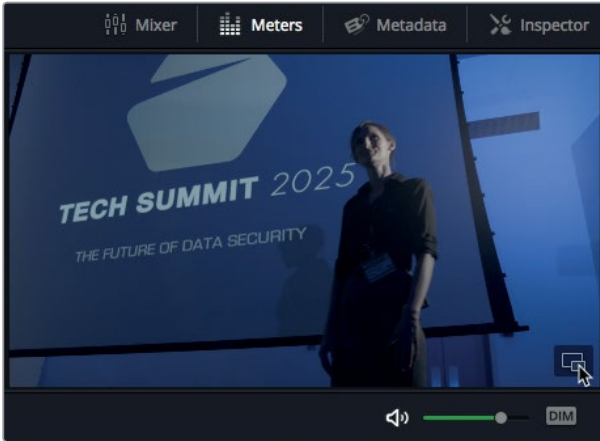 Mixer Meters Metadata Inspector
TECH SUMMIT 2025
THE FUTURE OF DATA SECURITY
DIM